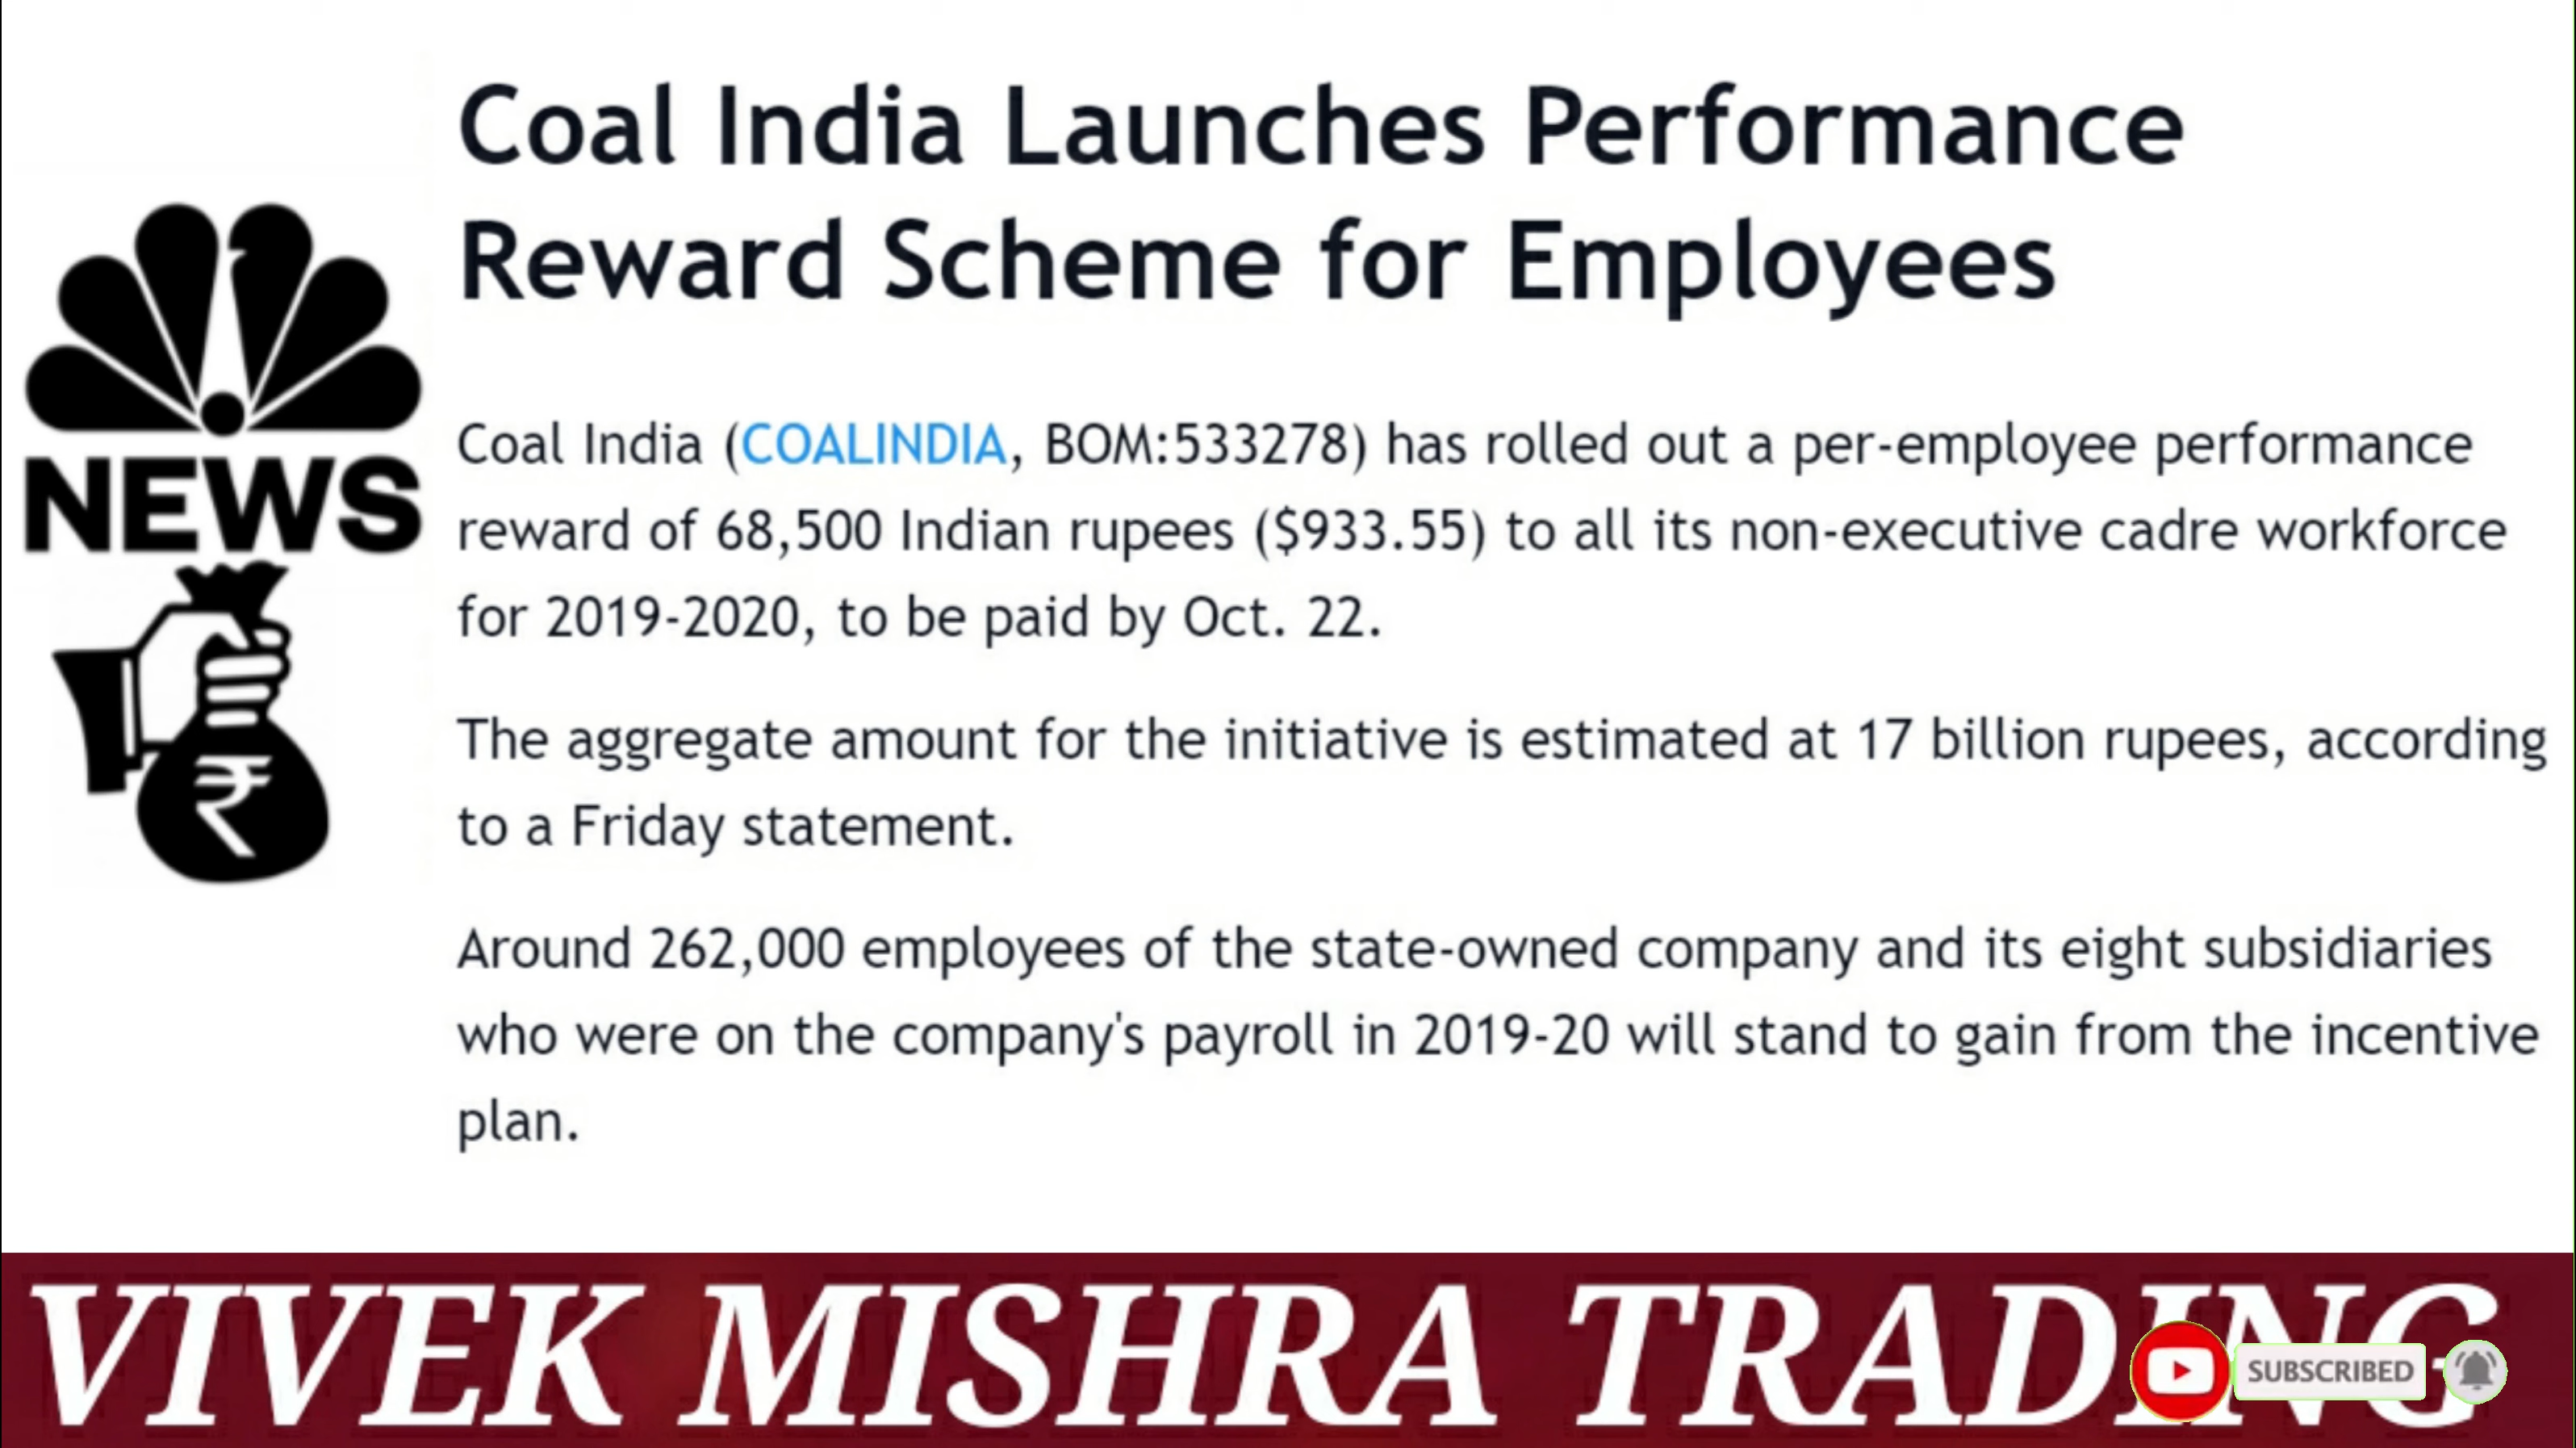 Coal India Launches Performance
Reward Scheme for Employees
NEWS
₹
Coal India (COALINDIA, BOM:533278) has rolled out a per-employee performance
reward of 68,500 Indian rupees ($933.55) to all its non-executive cadre workforce
for 2019-2020, to be paid by Oct. 22.
The aggregate amount for the initiative is estimated at 17 billion rupees, according
to a Friday statement.
Around 262,000 employees of the state-owned company and its eight subsidiaries
who were on the company's payroll in 2019-20 will stand to gain from the incentive
plan.
VIVEK MISHRA TRADING
SUBSCRIBED